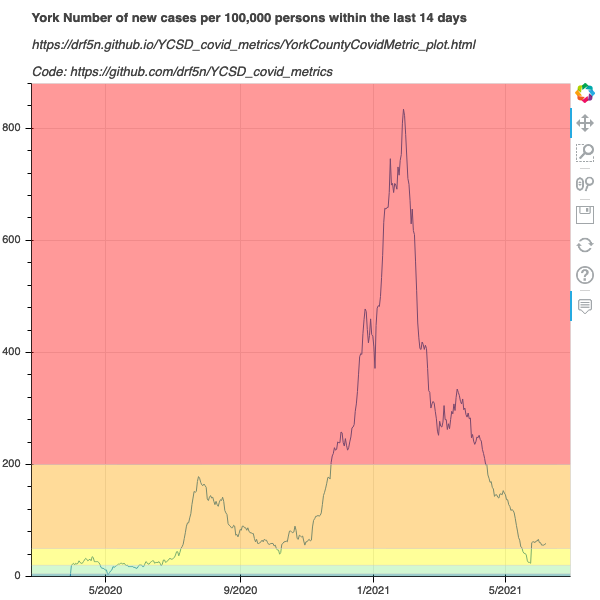 York Number of new cases per 100,000 persons within the last 14 days
https://drf5n.github.io/YCSD_covid_metrics/YorkCountyCovidMetric_plot.html
Code: https://github.com/drf5n/YCSD_covid_metrics
800
600
400
200
0
5/2020 9/2020 1/2021 5/2021